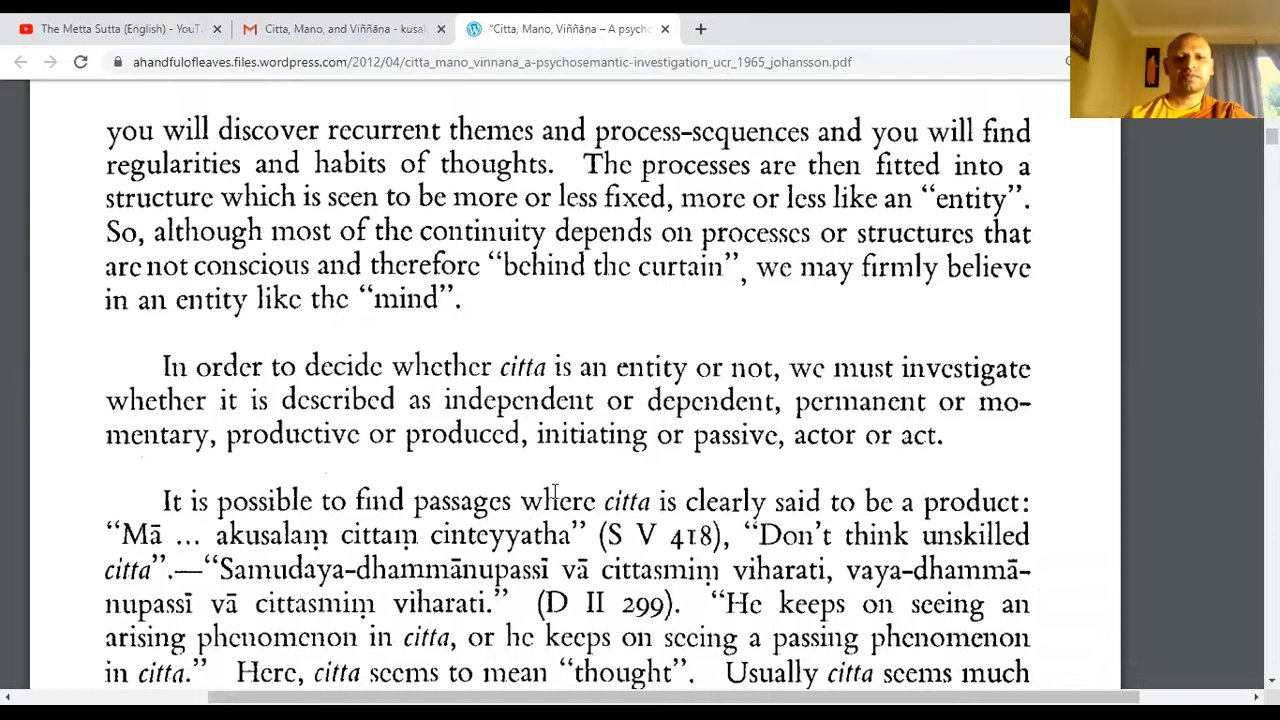 The Metta Sutta (English) - YouT
Citta, Mano, and Viññāṇa - kusal
"Citta, Mano, Viññāna – A psycho
ahandfulofleaves.files.wordpress.com/2012/04/citta_mano_vinnana_a-psychosemantic-investigation_ucr_1965_johansson.pdf
you will discover recurrent themes and process-sequences and you will find
regularities and habits of thoughts. The processes are then fitted into a
structure which is seen to be more or less fixed, more or less like an “entity”.
So, although most of the continuity depends on processes or structures that
are not conscious and therefore “behind the curtain”, we may firmly believe
in an entity like the “mind”.
In order to decide whether citta is an entity or not, we must investigate
whether it is described as independent or dependent, permanent or mo-
mentary, productive or produced, initiating or passive, actor or act.
It is possible to find passages where citta is clearly said to be a product:
“Mā ... akusalaṃ cittaṃ cinteyyatha” (S V 418), “Don’t think unskilled
citta”.—“Samudaya-dhammānupassī vā cittasmiṃ viharati, vaya-dhammā-
nupassī vā cittasmiṃ viharati.” (D II 299). “He keeps on seeing an
arising phenomenon in citta, or he keeps on seeing a passing phenomenon
in citta.” Here, citta seems to mean “thought”. Usually citta seems much